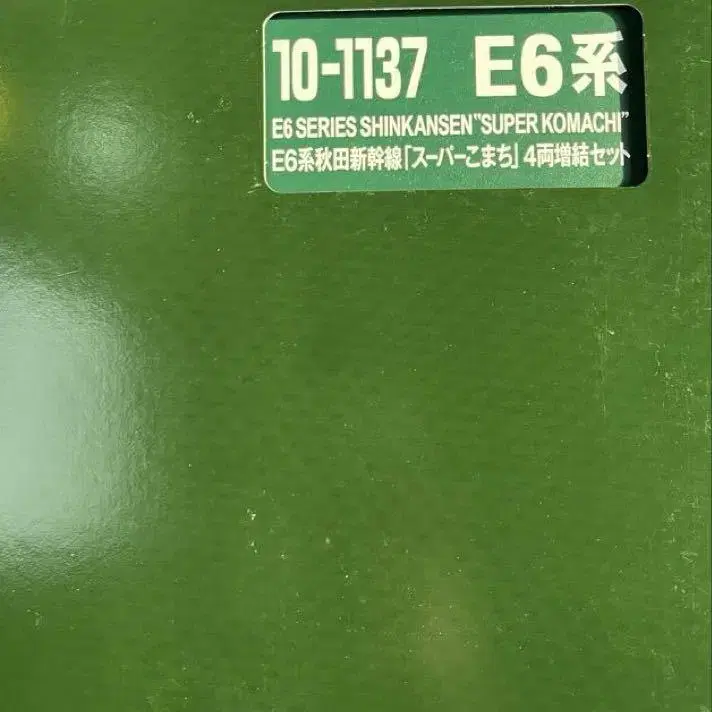 10-1137 E6系
E6 SERIES SHINKANSEN "SUPER KOMACHI"
E6系秋田新幹線「スーパーこまち」4両増結セット